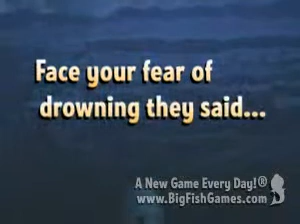 Face your fear of
drowning they said...
A New Game Every Day!®
www.BigFishGames.com